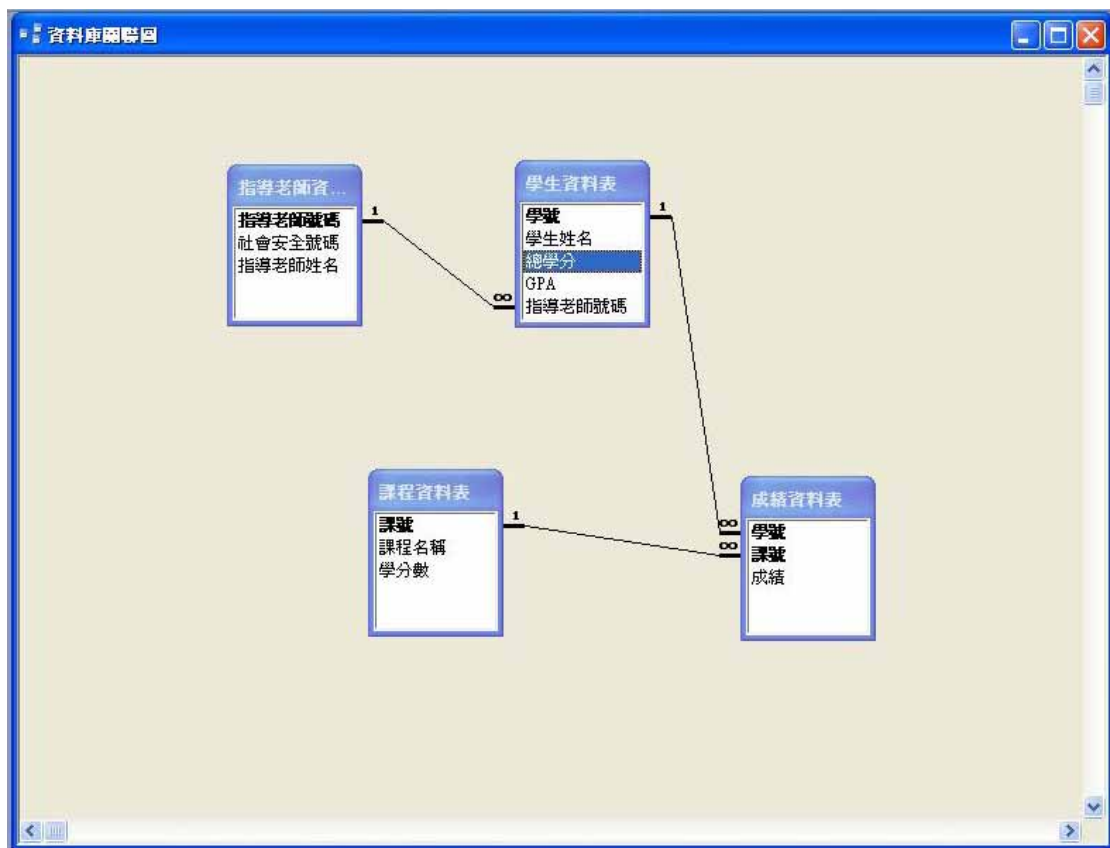 資料庫關聯圖
指導老師資...
指導老師號碼
社會安全號碼
指導老師姓名
1
∞
學生資料表
學號
學生姓名
總學分
GPA
指導老師號碼
1
課程資料表
課號
課程名稱
學分數
1
∞
∞
成績資料表
學號
課號
成績